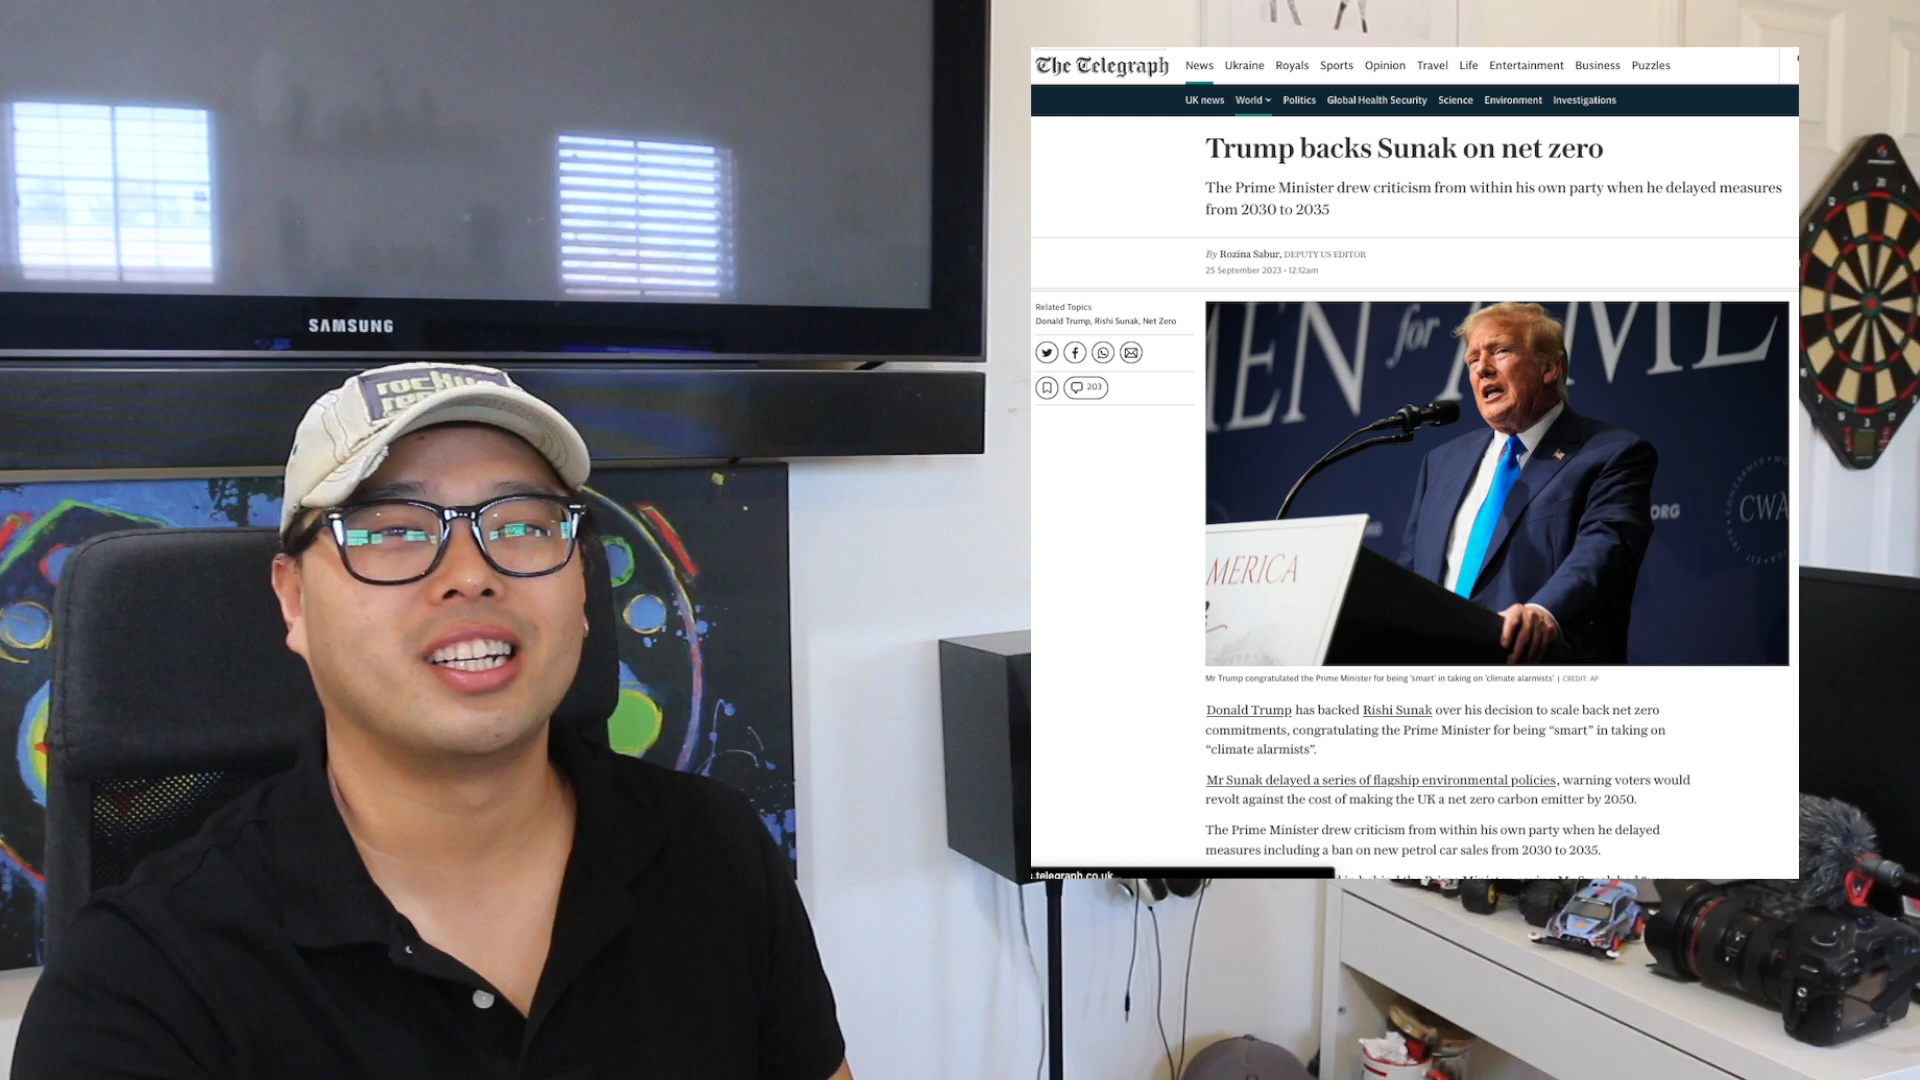 SAMSUNG
The Telegraph
News Ukraine Royals Sports Opinion Travel Life Entertainment Business Puzzles
UK news World Politics Global Health Security Science Environment Investigations
Trump backs Sunak on net zero
The Prime Minister drew criticism from within his own party when he delayed measures
from 2030 to 2035
By Rozina Sabur, DEPUTY US EDITOR
25 September 2023 • 12:12am
Related Topics
Donald Trump, Rishi Sunak, Net Zero
203
EN for AME
ORG
CWA
MERICA
Mr Trump congratulated the Prime Minister for being 'smart' in taking on 'climate alarmists' | CREDIT: AP
Donald Trump has backed Rishi Sunak over his decision to scale back net zero
commitments, congratulating the Prime Minister for being “smart” in taking on
“climate alarmists”.
Mr Sunak delayed a series of flagship environmental policies, warning voters would
revolt against the cost of making the UK a net zero carbon emitter by 2050.
The Prime Minister drew criticism from within his own party when he delayed
measures including a ban on new petrol car sales from 2030 to 2035.
.telegraph.co.uk...